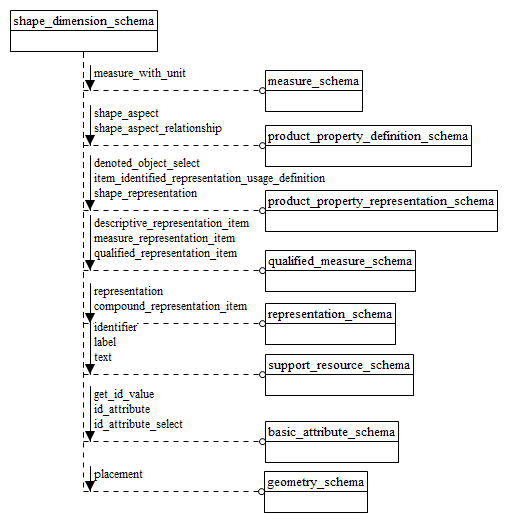 shape_dimension_schema
measure_with_unit
measure_schema
shape_aspect
shape_aspect_relationship
product_property_definition_schema
denoted_object_select
item_identified_representation_usage_definition
shape_representation
product_property_representation_schema
descriptive_representation_item
measure_representation_item
qualified_representation_item
qualified_measure_schema
representation
compound_representation_item
representation_schema
identifier
label
text
support_resource_schema
get_id_value
id_attribute
id_attribute_select
basic_attribute_schema
placement
geometry_schema